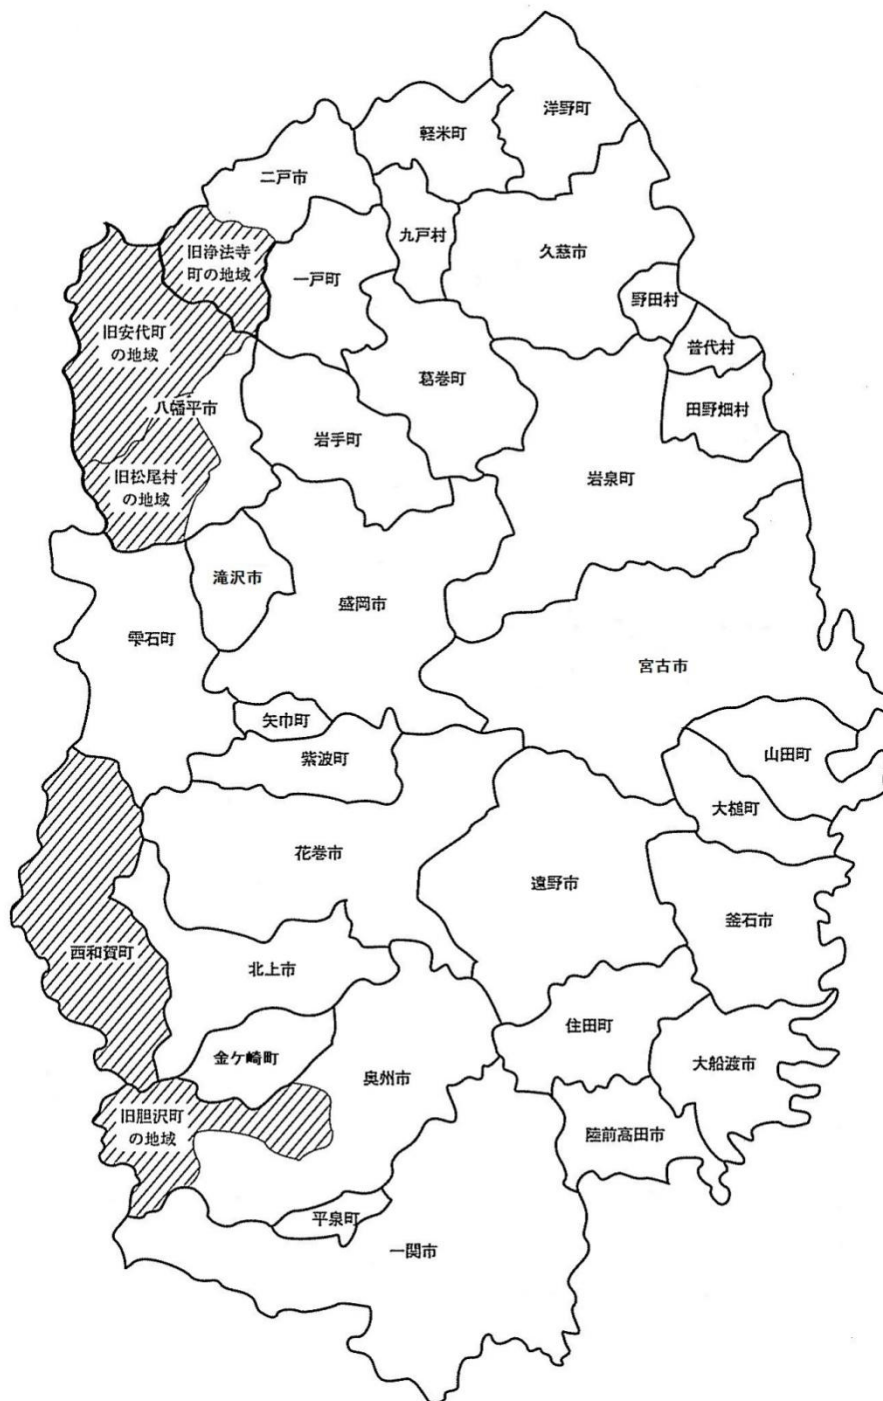 洋野町
軽米町
二戸市
九戸村
久慈市
旧浄法寺
町の地域
一戸町
野田村
旧安代町
の地域
普代村
葛巻町
八幡平市
田野畑村
岩手町
旧松尾村
の地域
岩泉町
滝沢市
盛岡市
雫石町
宮古市
矢巾町
紫波町
山田町
大槌町
花巻市
遠野市
釜石市
西和賀町
北上市
住田町
金ケ崎町
大船渡市
奥州市
旧胆沢町
の地域
陸前高田市
平泉町
一関市